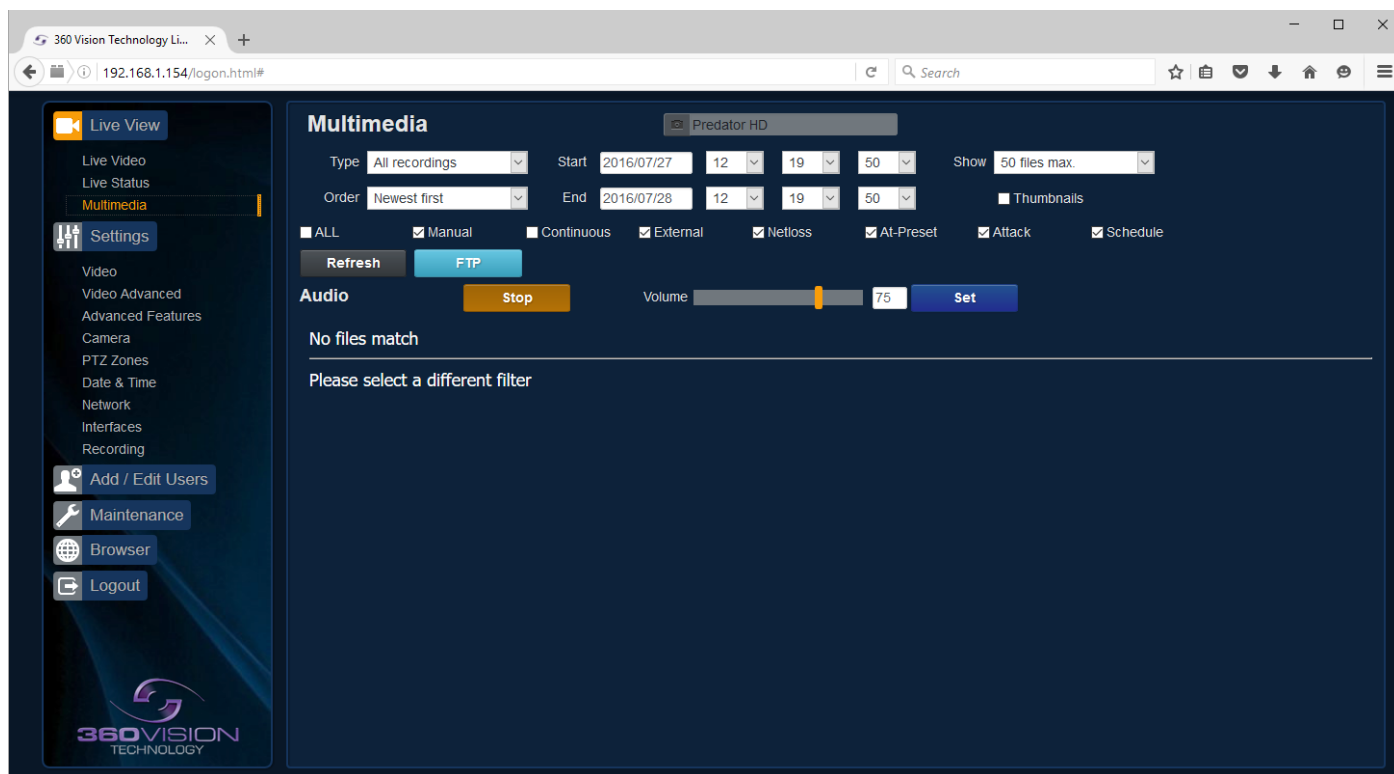 360 Vision Technology Li...
192.168.1.154/logon.html#
Search
Live View
Live Video
Live Status
Multimedia
Settings
Video
Video Advanced
Advanced Features
Camera
PTZ Zones
Date & Time
Network
Interfaces
Recording
Add / Edit Users
Maintenance
Browser
Logout
360VISION
TECHNOLOGY
Multimedia
Predator HD
Type All recordings Start 2016/07/27 12 19 50 Show 50 files max.
Order Newest first End 2016/07/28 12 19 50 Thumbnails
ALL Manual Continuous External Netloss At-Preset Attack Schedule
Refresh FTP
Audio Stop Volume 75 Set
No files match
Please select a different filter